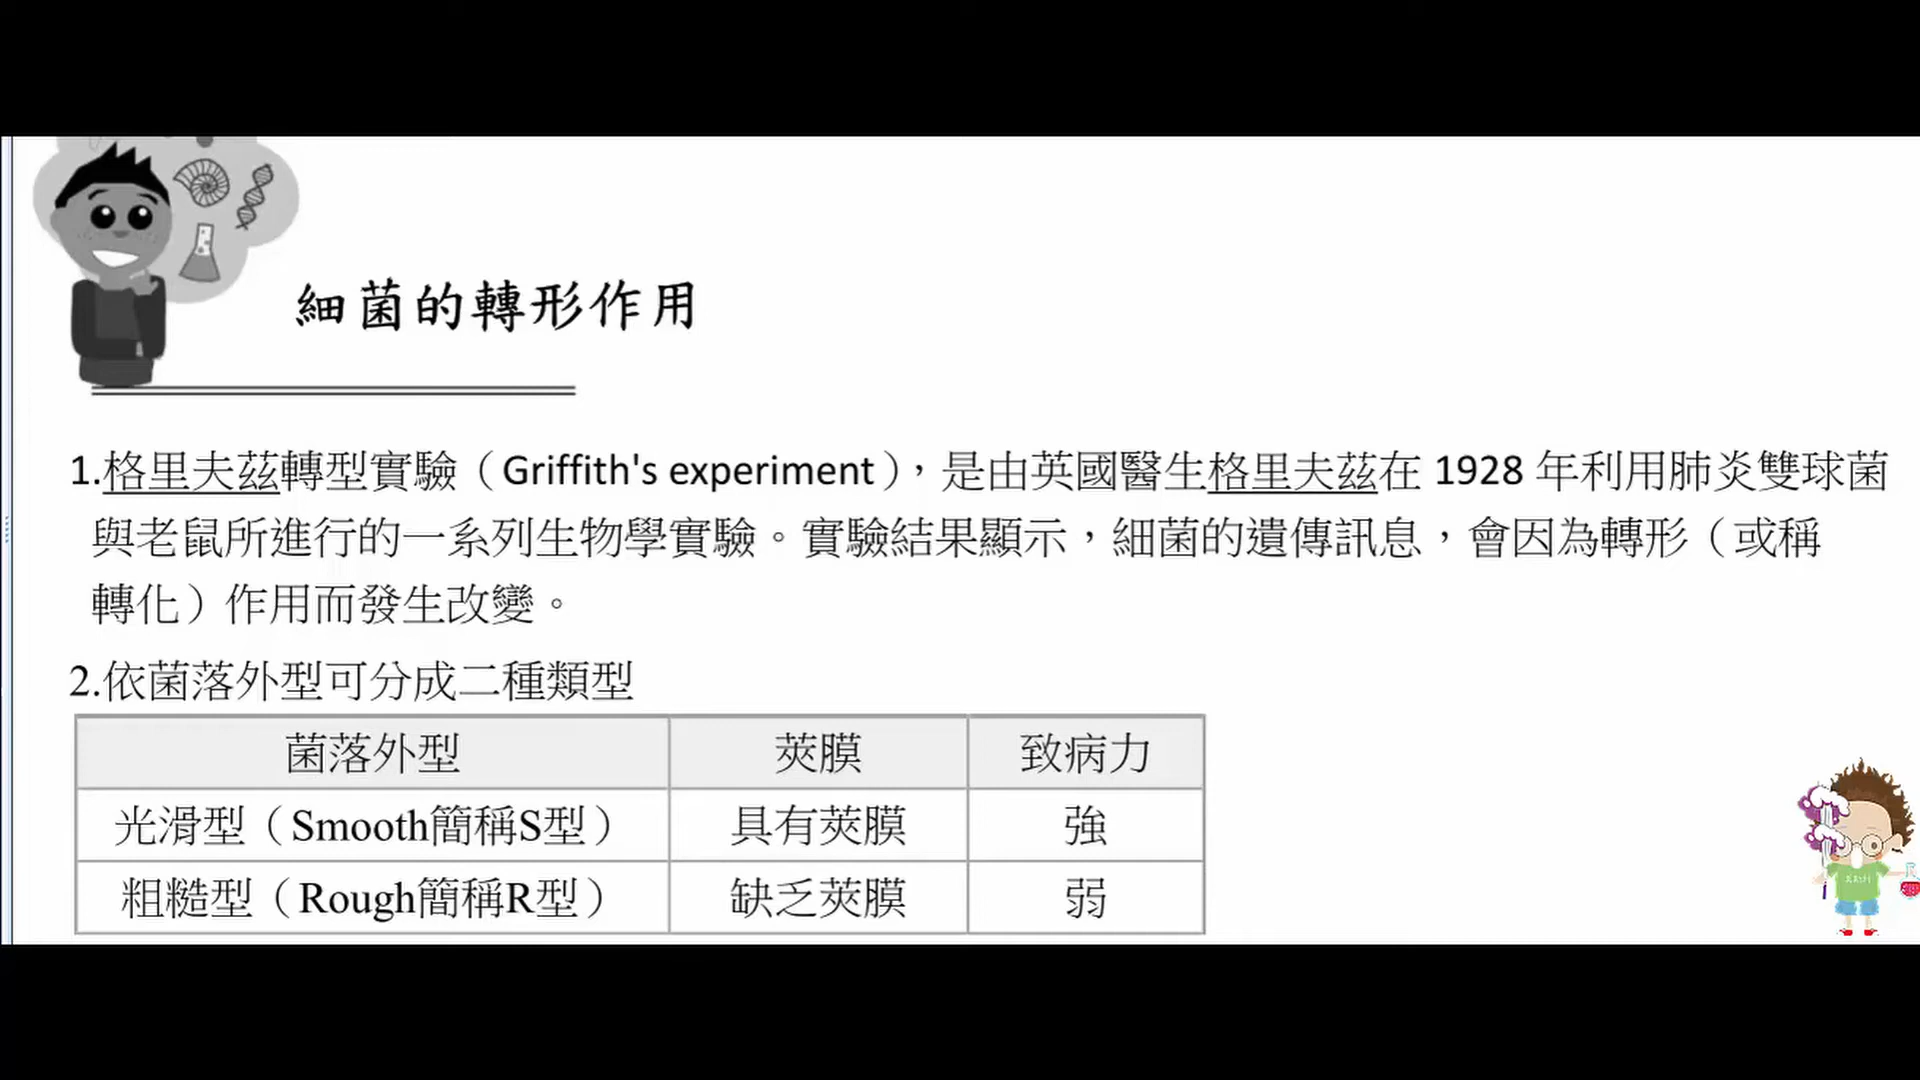 細菌的轉形作用
1.格里夫茲轉型實驗（Griffith's experiment），是由英國醫生格里夫茲在 1928 年利用肺炎雙球菌
與老鼠所進行的一系列生物學實驗。實驗結果顯示，細菌的遺傳訊息，會因為轉形（或稱
轉化）作用而發生改變。
2.依菌落外型可分成二種類型
菌落外型 莢膜 致病力
光滑型（Smooth簡稱S型） 具有莢膜 強
粗糙型（Rough簡稱R型） 缺乏莢膜 弱